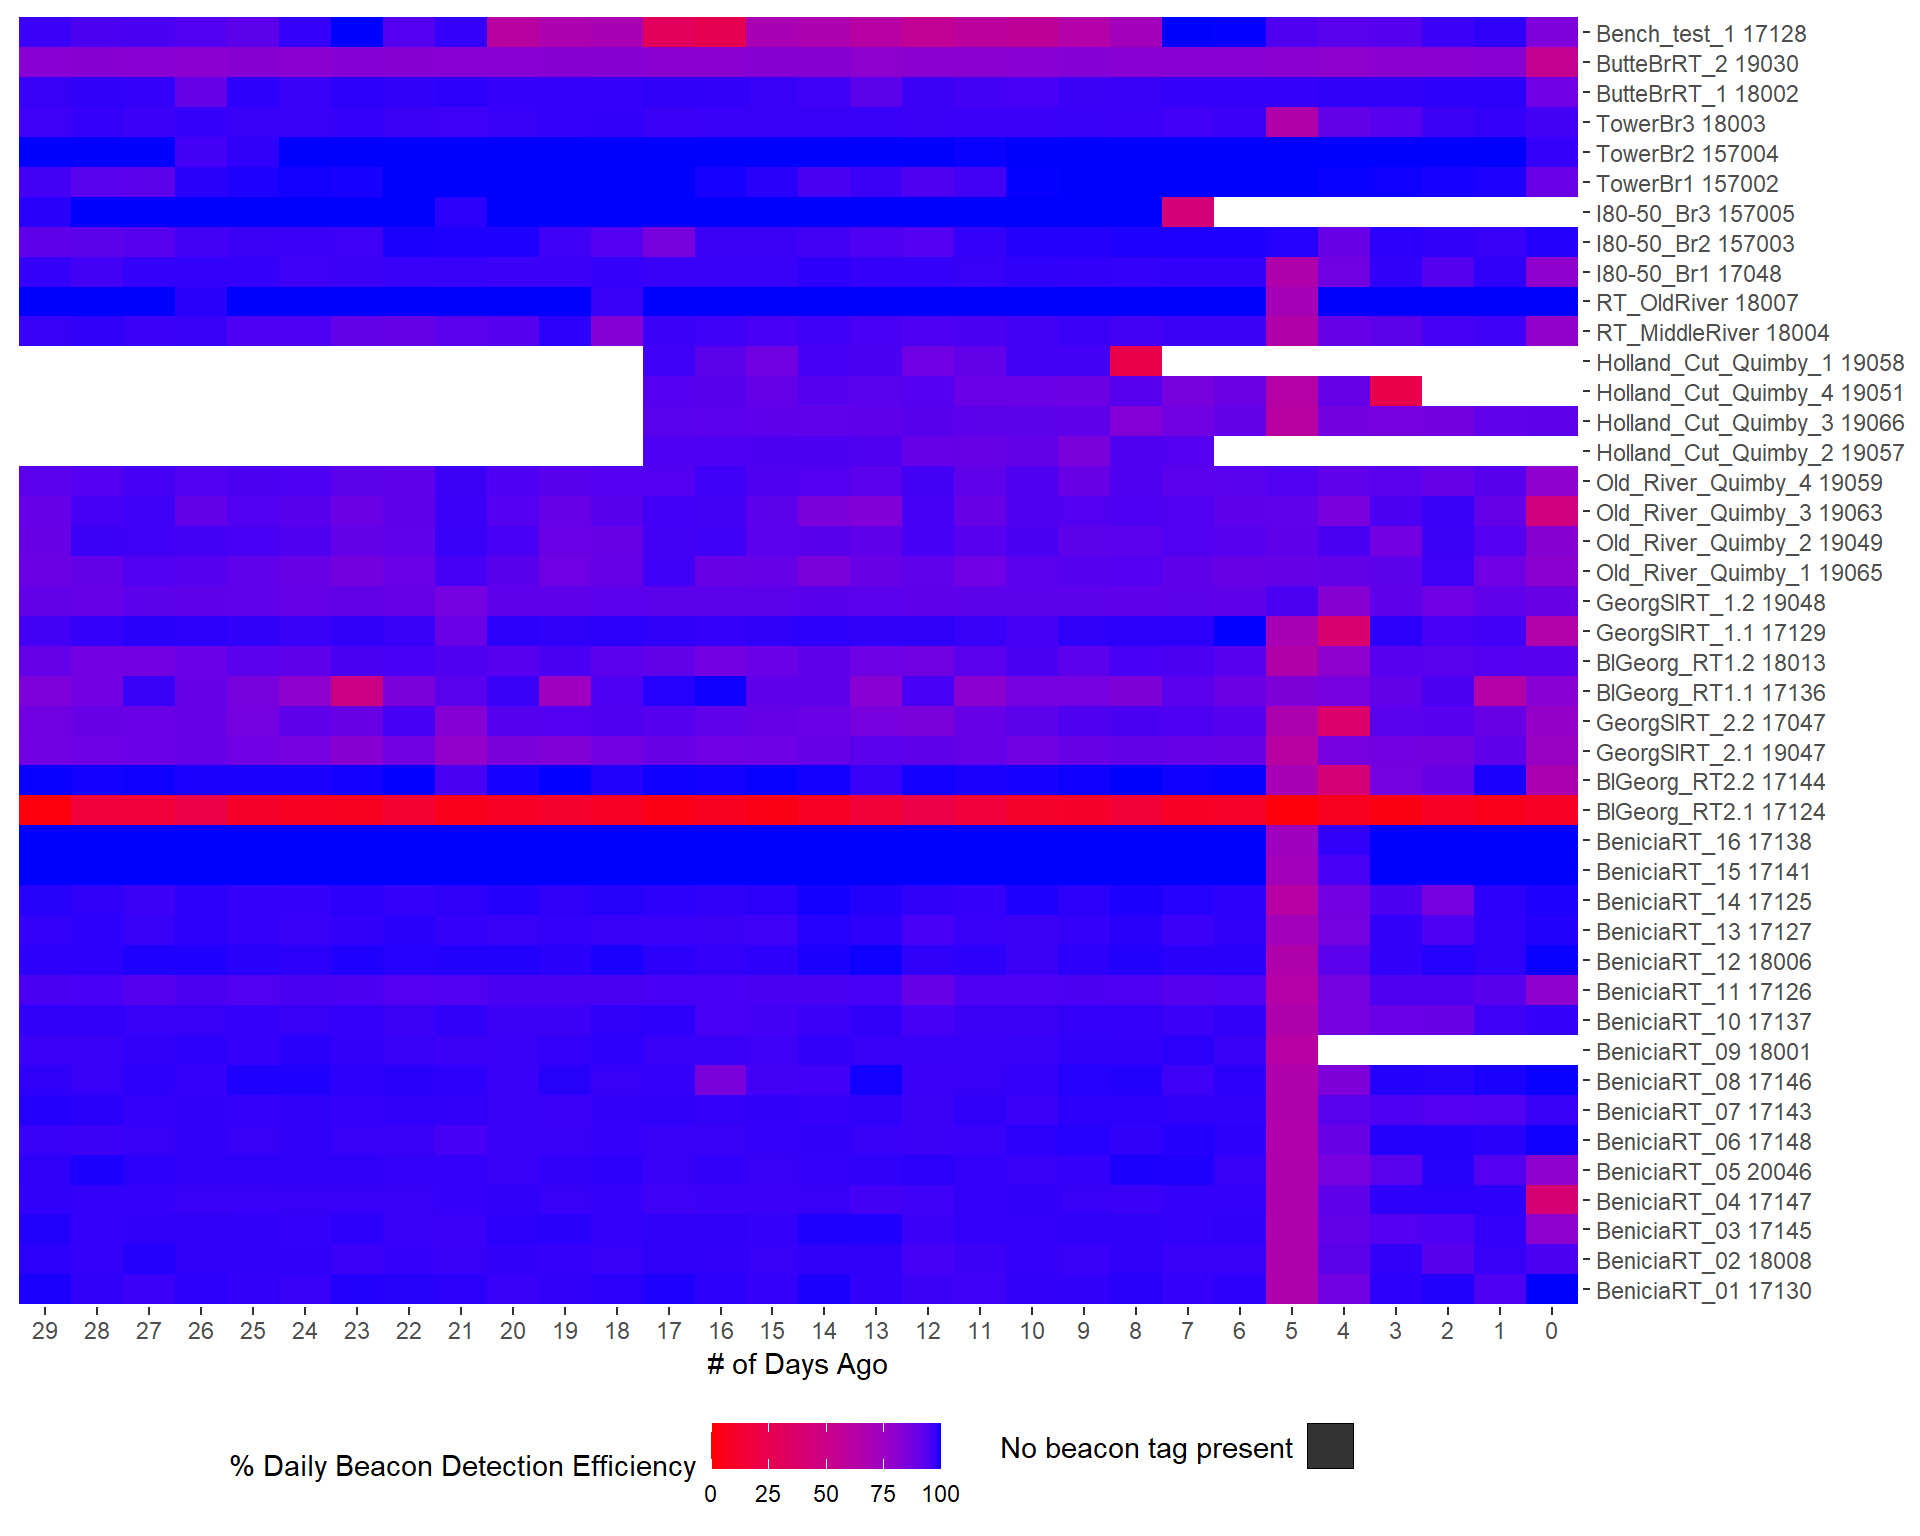 Bench_test_1 17128
ButteBrRT_2 19030
ButteBrRT_1 18002
TowerBr3 18003
TowerBr2 157004
TowerBr1 157002
I80-50_Br3 157005
I80-50_Br2 157003
I80-50_Br1 17048
RT_OldRiver 18007
RT_MiddleRiver 18004
Holland_Cut_Quimby_1 19058
Holland_Cut_Quimby_4 19051
Holland_Cut_Quimby_3 19066
Holland_Cut_Quimby_2 19057
Old_River_Quimby_4 19059
Old_River_Quimby_3 19063
Old_River_Quimby_2 19049
Old_River_Quimby_1 19065
GeorgSlRT_1.2 19048
GeorgSlRT_1.1 17129
BlGeorg_RT1.2 18013
BlGeorg_RT1.1 17136
GeorgSlRT_2.2 17047
GeorgSlRT_2.1 19047
BlGeorg_RT2.2 17144
BlGeorg_RT2.1 17124
BeniciaRT_16 17138
BeniciaRT_15 17141
BeniciaRT_14 17125
BeniciaRT_13 17127
BeniciaRT_12 18006
BeniciaRT_11 17126
BeniciaRT_10 17137
BeniciaRT_09 18001
BeniciaRT_08 17146
BeniciaRT_07 17143
BeniciaRT_06 17148
BeniciaRT_05 20046
BeniciaRT_04 17147
BeniciaRT_03 17145
BeniciaRT_02 18008
BeniciaRT_01 17130
29 28 27 26 25 24 23 22 21 20 19 18 17 16 15 14 13 12 11 10 9 8 7 6 5 4 3 2 1 0
# of Days Ago
% Daily Beacon Detection Efficiency
0 25 50 75 100
No beacon tag present